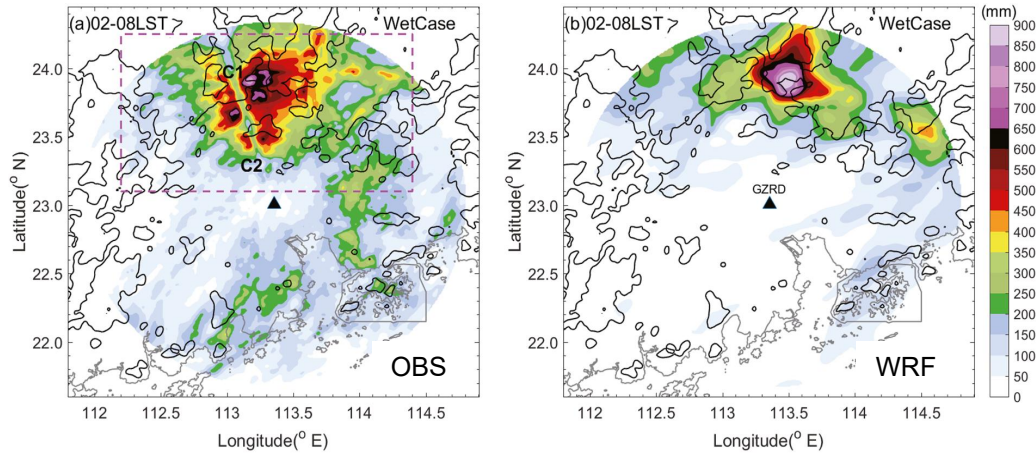 (a)02-08LST
WetCase
C1
C2
OBS
24.0
23.5
23.0
22.5
22.0
Latitude(° N)
112
112.5
113
113.5
114
114.5
Longitude(° E)
(b)02-08LST
WetCase
GZRD
WRF
24.0
23.5
23.0
22.5
22.0
Latitude(° N)
112
112.5
113
113.5
114
114.5
Longitude(° E)
(mm)
900
850
800
750
700
650
600
550
500
450
400
350
300
250
200
150
100
50
0